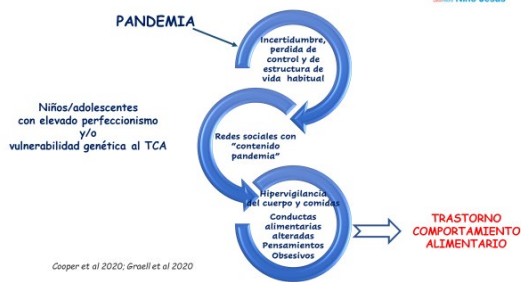 Niño Jesús
PANDEMIA
Incertidumbre,
perdida de
control y de
estructura de
vida habitual
Niños/adolescentes
con elevado perfeccionismo
y/o
vulnerabilidad genética al TCA
Redes sociales con
"contenido
pandemia"
Hipervigilancia
del cuerpo y comidas
Conductas
alimentarias
alteradas
Pensamientos
Obsesivos
TRASTORNO
COMPORTAMIENTO
ALIMENTARIO
Cooper et al 2020; Graell et al 2020